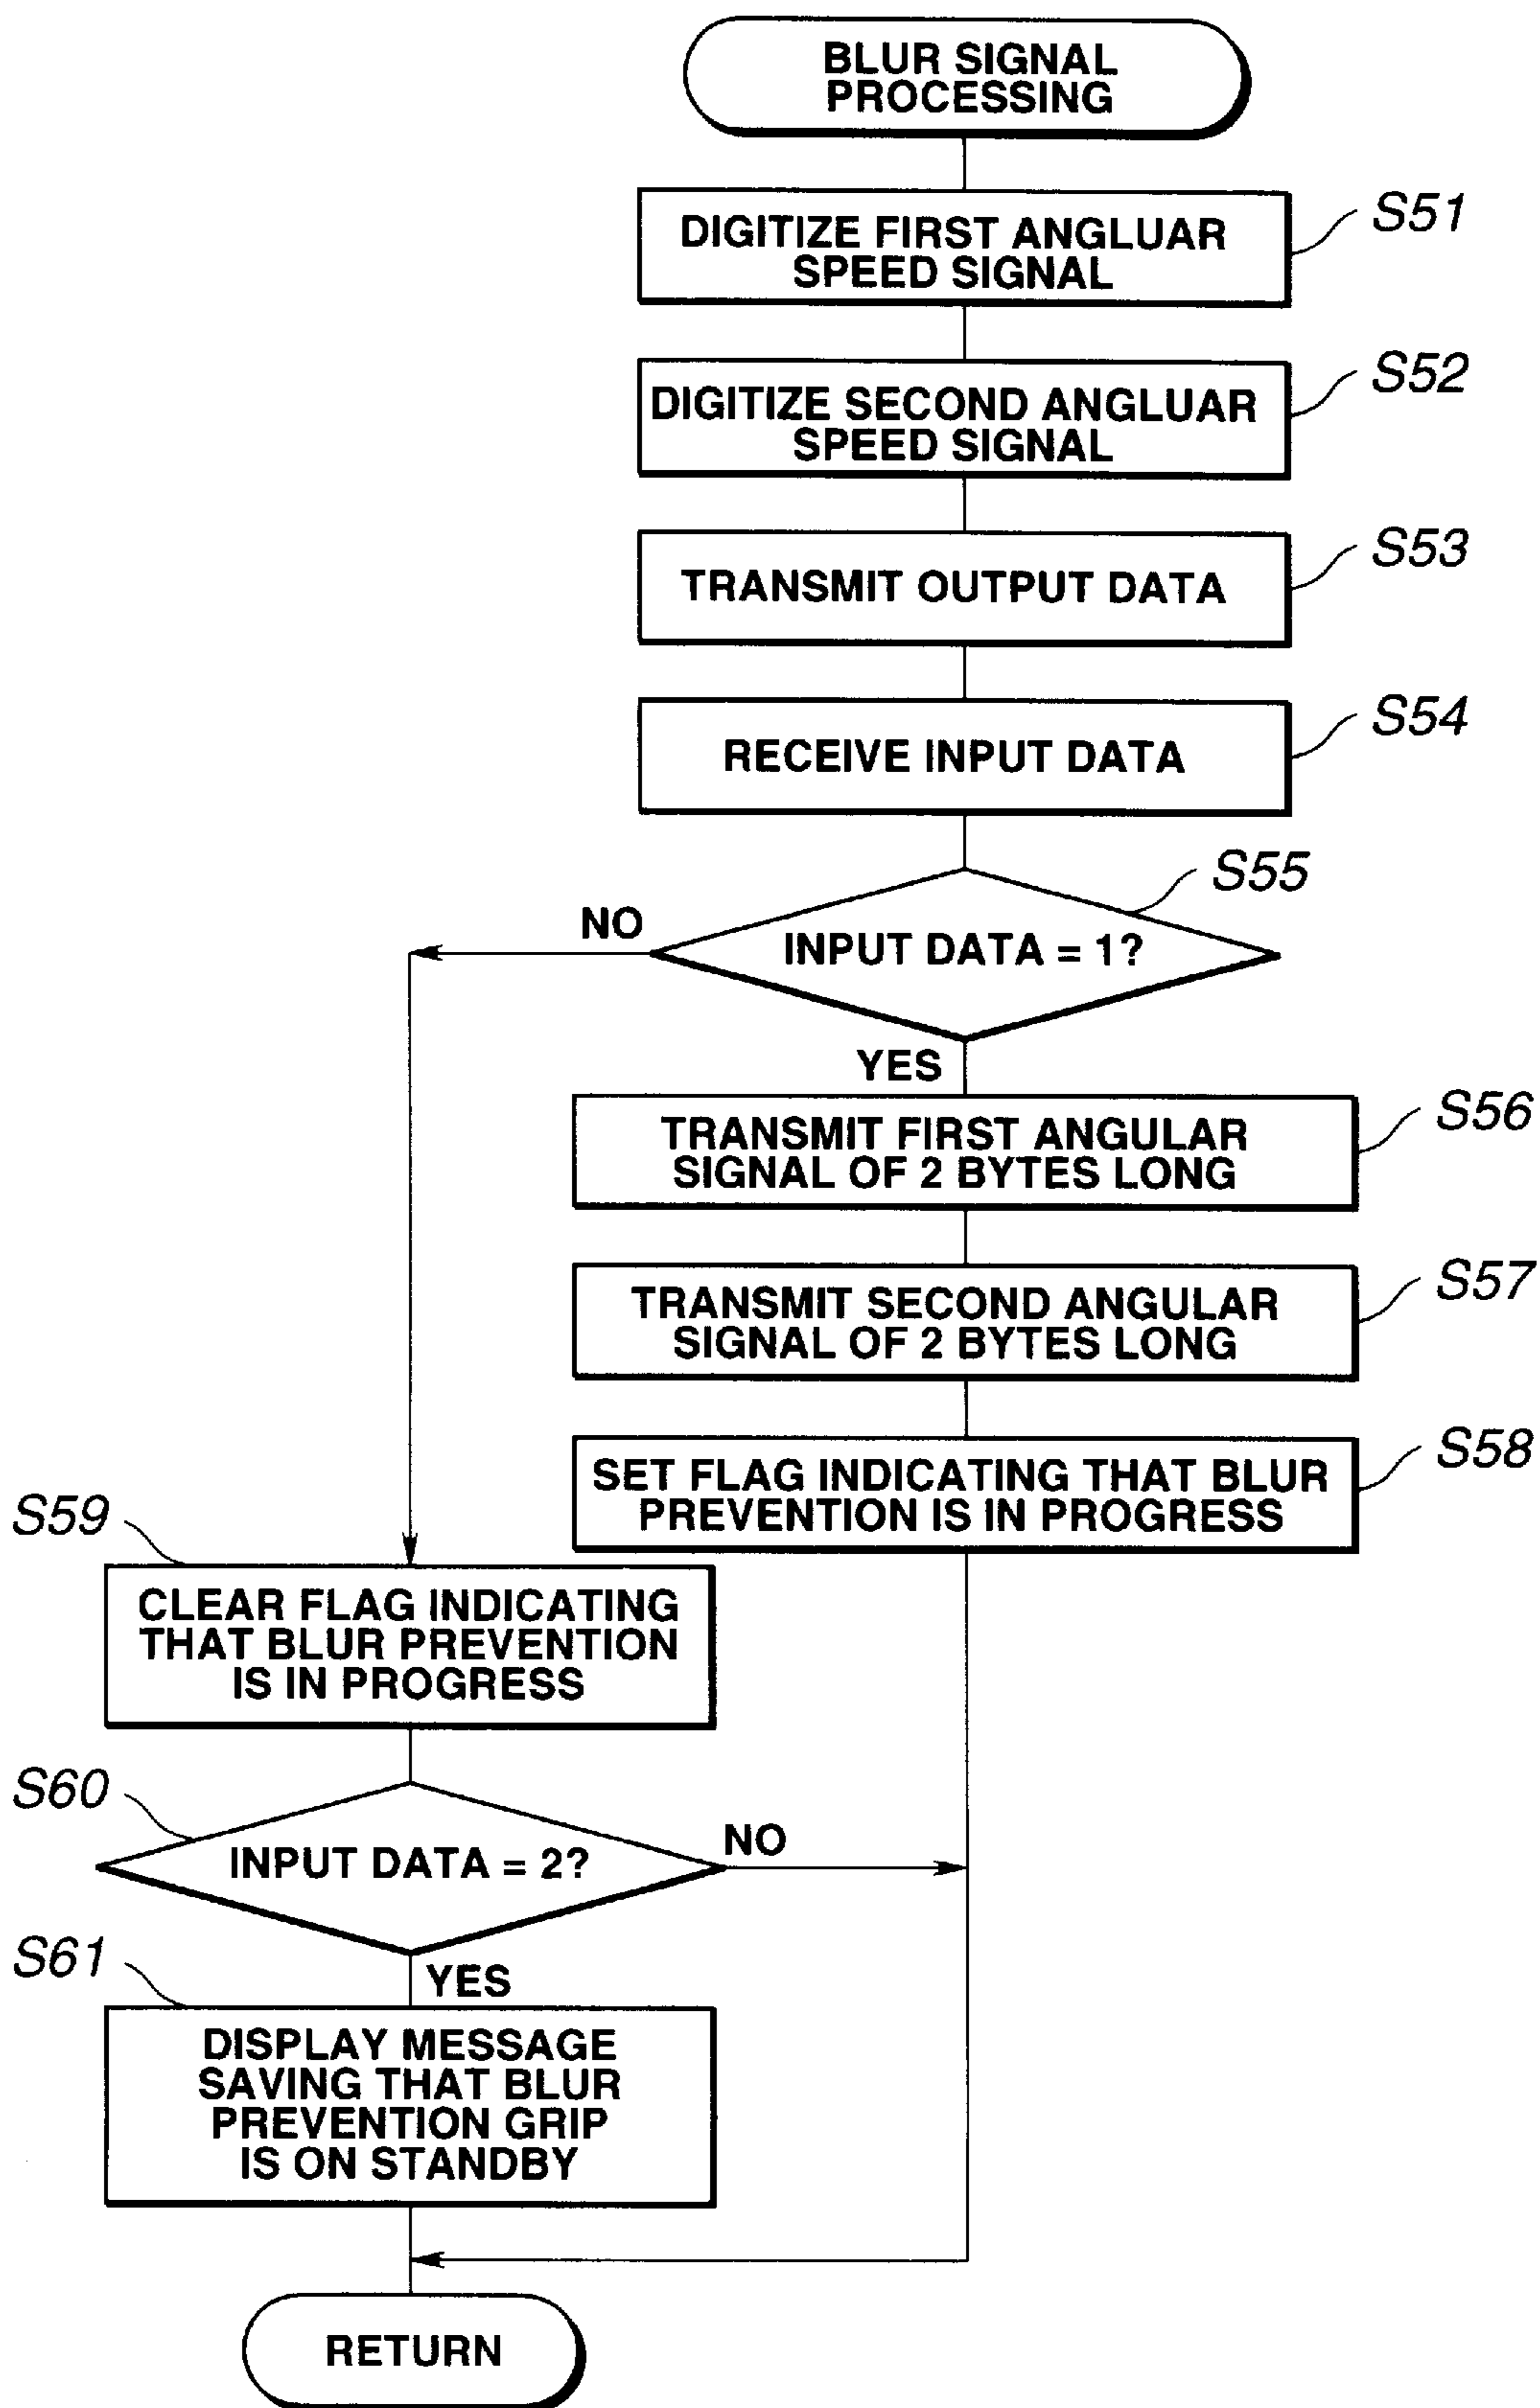 BLUR SIGNAL
PROCESSING
DIGITIZE FIRST ANGLUAR
SPEED SIGNAL
S51
DIGITIZE SECOND ANGLUAR
SPEED SIGNAL
S52
TRANSMIT OUTPUT DATA
S53
RECEIVE INPUT DATA
S54
INPUT DATA = 1?
S55
NO
YES
TRANSMIT FIRST ANGULAR
SIGNAL OF 2 BYTES LONG
S56
TRANSMIT SECOND ANGULAR
SIGNAL OF 2 BYTES LONG
S57
SET FLAG INDICATING THAT BLUR
PREVENTION IS IN PROGRESS
S58
S59
CLEAR FLAG INDICATING
THAT BLUR PREVENTION
IS IN PROGRESS
S60
INPUT DATA = 2?
NO
YES
S61
DISPLAY MESSAGE
SAVING THAT BLUR
PREVENTION GRIP
IS ON STANDBY
RETURN